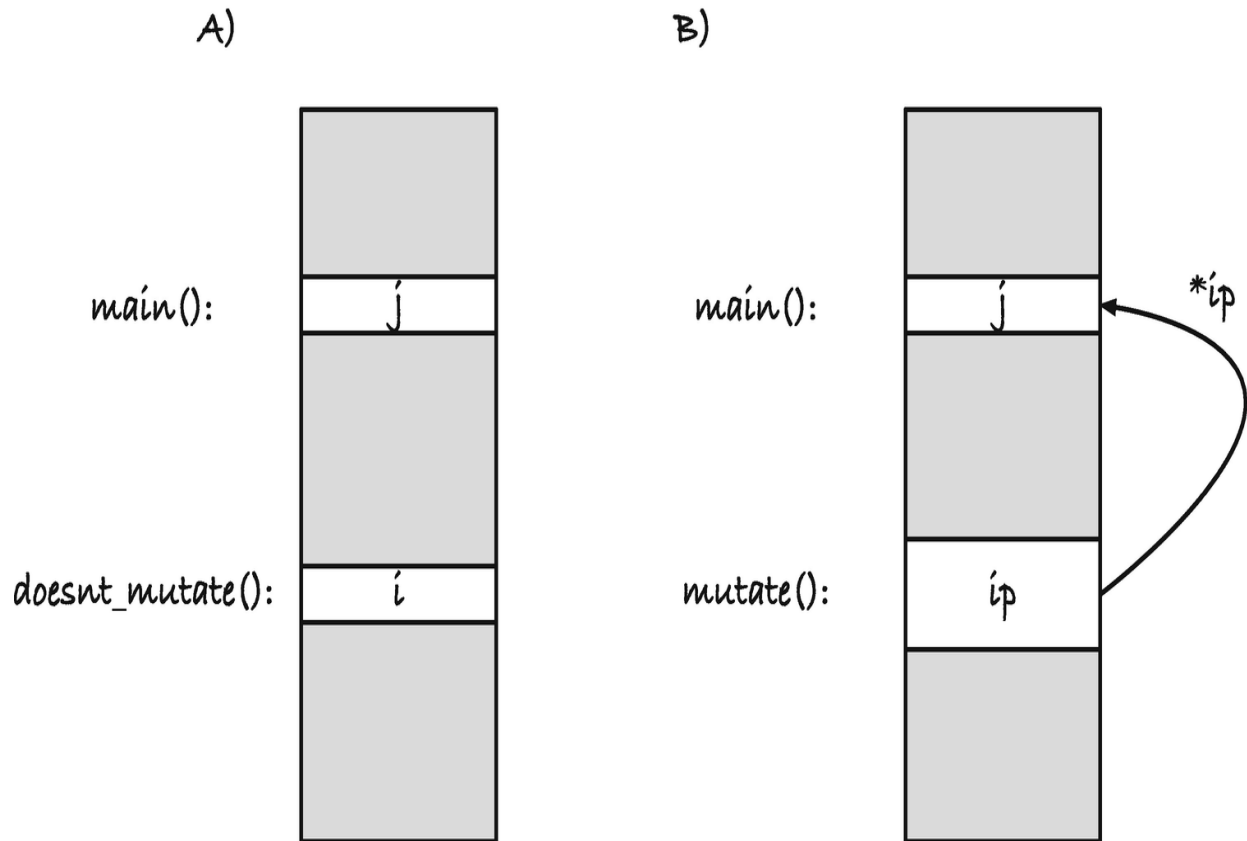 A)
main():
j
doesnt_mutate():
i
B)
main():
j
*ip
mutate():
ip